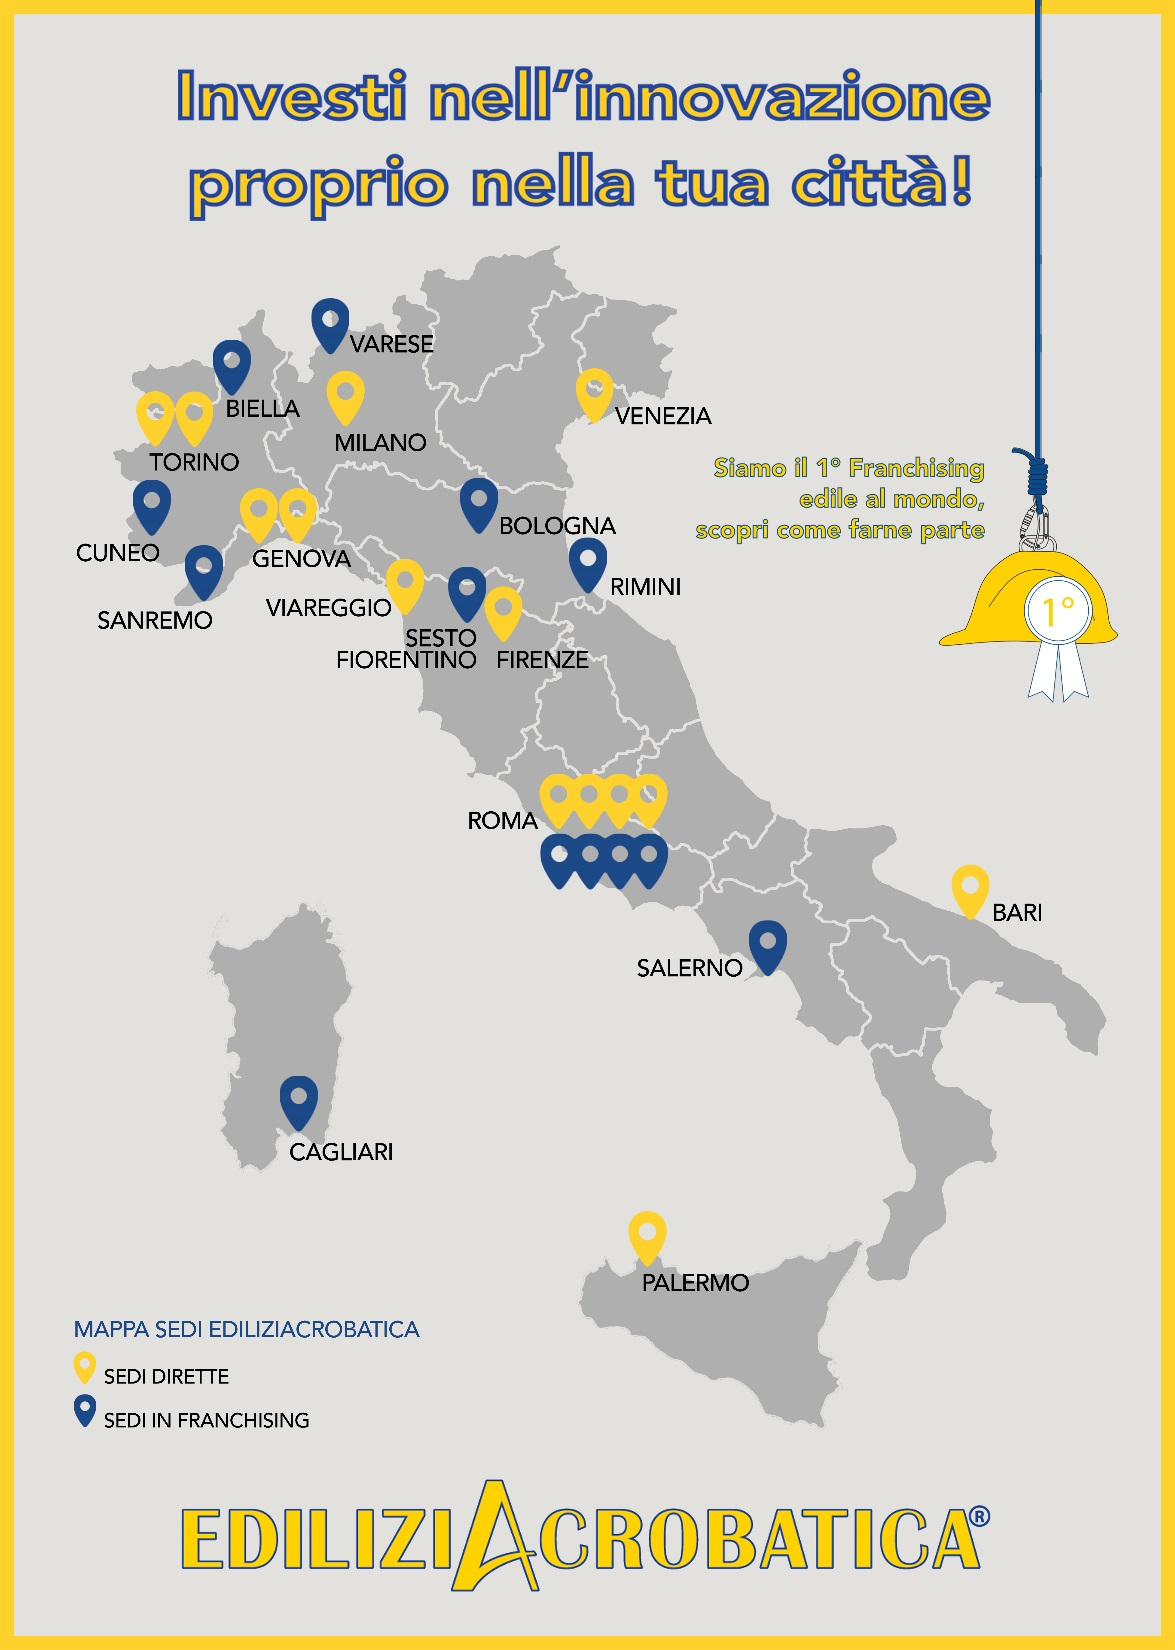 Investi nell'innovazione
proprio nella tua città!
VARESE
BIELLA
MILANO
VENEZIA
TORINO
Siamo il 1° Franchising
edile al mondo,
scopri come farne parte
BOLOGNA
CUNEO
GENOVA
RIMINI
VIAREGGIO
SANREMO
1°
SESTO
FIORENTINO
FIRENZE
ROMA
BARI
SALERNO
CAGLIARI
PALERMO
MAPPA SEDI EDILIZIACROBATICA
SEDI DIRETTE
SEDI IN FRANCHISING
EDILIZIACROBATICA®